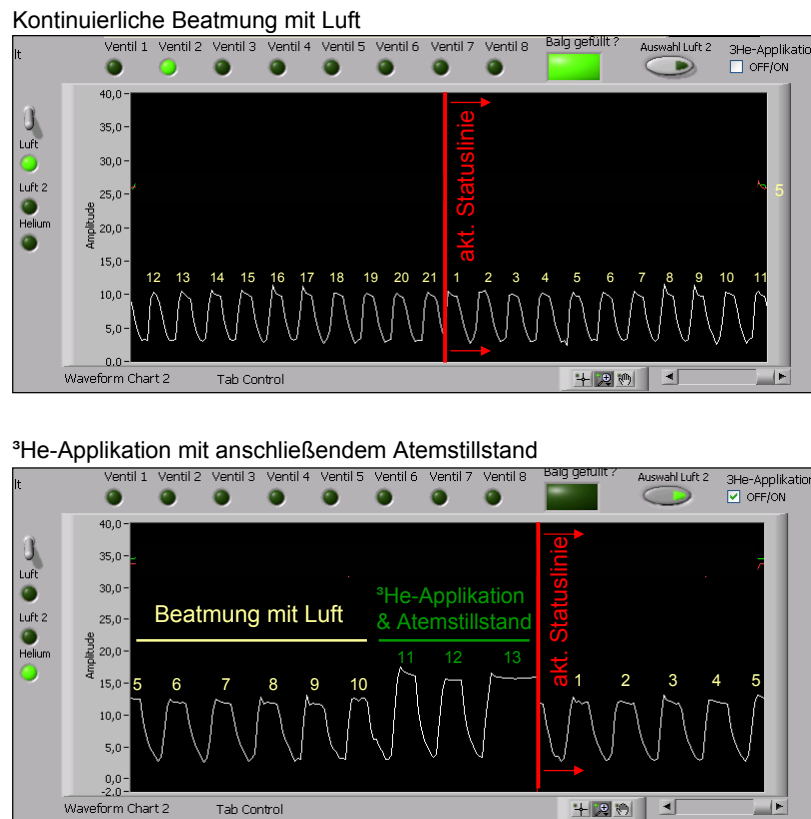 Kontinuierliche Beatmung mit Luft
lt
Ventil 1 Ventil 2 Ventil 3 Ventil 4 Ventil 5 Ventil 6 Ventil 7 Ventil 8 Balg gefüllt ? Auswahl Luft 2 3He-Applikatio
OFF/ON
Luft
Luft 2
Helium
Amplitude
40,0
35,0
30,0
25,0
20,0
15,0
10,0
5,0
0.0
akt. Statuslinie
5
12 13 14 15 16 17 18 19 20 21 1 2 3 4 5 6 7 8 9 10 11
Waveform Chart 2 Tab Control
³He-Applikation mit anschließendem Atemstillstand
lt
Ventil 1 Ventil 2 Ventil 3 Ventil 4 Ventil 5 Ventil 6 Ventil 7 Ventil 8 Balg gefüllt ? Auswahl Luft 2 3He-Applikation
OFF/ON
Luft
Luft 2
Helium
Amplitude
40,0
35,0
30,0
25,0
20,0
15,0
10,0
5,0
0,0
-2.0
Beatmung mit Luft
³He-Applikation
& Atemstillstand
akt. Statuslinie
5 6 7 8 9 10 11 12 13 1 2 3 4 5
Waveform Chart 2 Tab Control